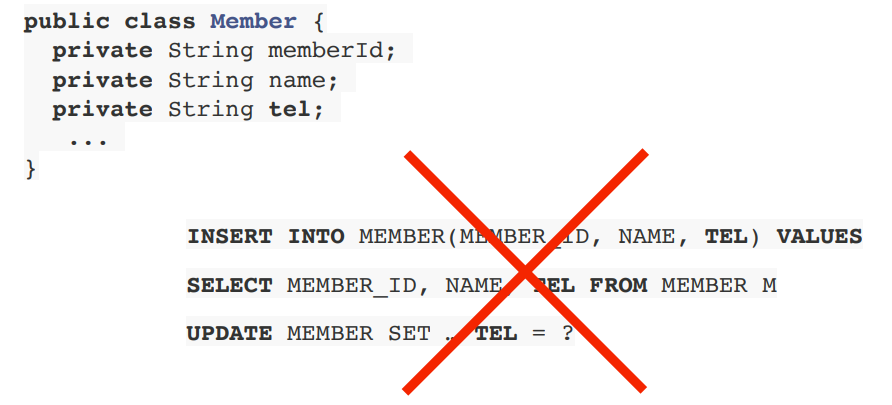 public class Member {
private String memberId;
private String name;
private String tel;
...
}
INSERT INTO MEMBER(MEMBER_ID, NAME, TEL) VALUES
SELECT MEMBER_ID, NAME, TEL FROM MEMBER M
UPDATE MEMBER SET … TEL = ?